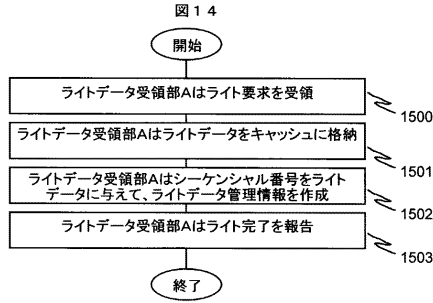 図１４
開始
ライトデータ受領部Aはライト要求を受領
1500
ライトデータ受領部Aはライトデータをキャッシュに格納
1501
ライトデータ受領部Aはシーケンシャル番号をライト
データに与えて、ライトデータ管理情報を作成
1502
ライトデータ受領部Aはライト完了を報告
1503
終了